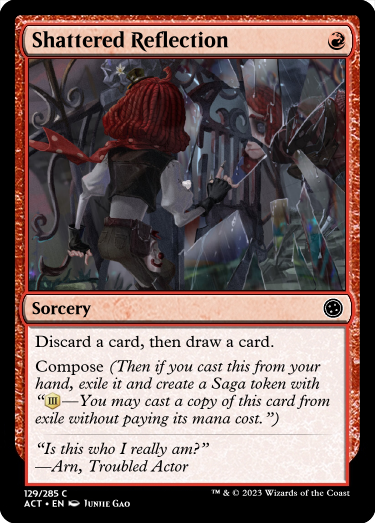 Shattered Reflection
Sorcery
Discard a card, then draw a card.
Compose (Then if you cast this from your
hand, exile it and create a Saga token with
“III—You may cast a copy of this card from
exile without paying its mana cost.”)
“Is this who I really am?”
—Arn, Troubled Actor
129/285 C
ACT • EN Juntie Gao
™ & © 2023 Wizards of the Coast